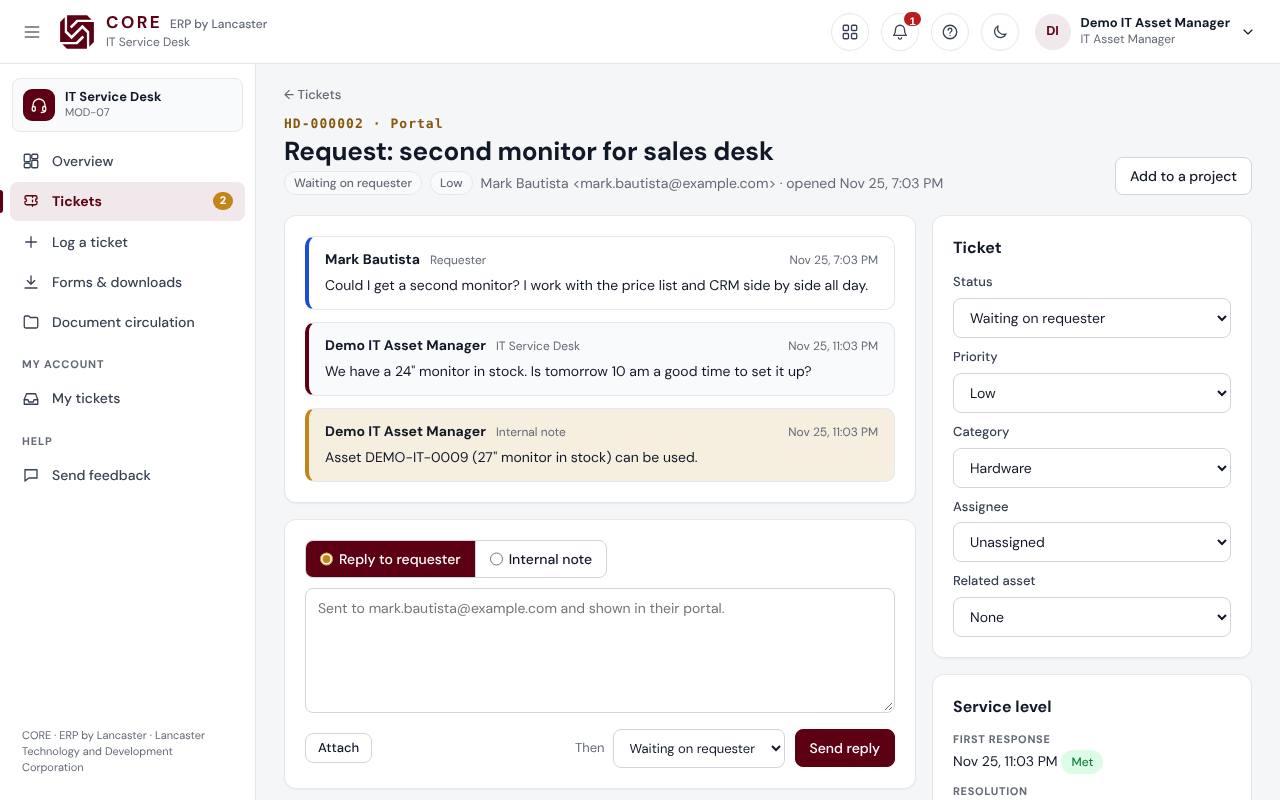 CORE ERP by Lancaster
IT Service Desk
1
DI
Demo IT Asset Manager
IT Asset Manager
IT Service Desk
MOD-07
Overview
Tickets 2
Log a ticket
Forms & downloads
Document circulation
MY ACCOUNT
My tickets
HELP
Send feedback
CORE · ERP by Lancaster · Lancaster
Technology and Development
Corporation
← Tickets
HD-000002 · Portal
Request: second monitor for sales desk
Waiting on requester Low Mark Bautista <mark.bautista@example.com> · opened Nov 25, 7:03 PM
Add to a project
Mark Bautista Requester Nov 25, 7:03 PM
Could I get a second monitor? I work with the price list and CRM side by side all day.
Demo IT Asset Manager IT Service Desk Nov 25, 11:03 PM
We have a 24" monitor in stock. Is tomorrow 10 am a good time to set it up?
Demo IT Asset Manager Internal note Nov 25, 11:03 PM
Asset DEMO-IT-0009 (27" monitor in stock) can be used.
Reply to requester Internal note
Sent to mark.bautista@example.com and shown in their portal.
Attach Then Waiting on requester Send reply
Ticket
Status
Waiting on requester
Priority
Low
Category
Hardware
Assignee
Unassigned
Related asset
None
Service level
FIRST RESPONSE
Nov 25, 11:03 PM Met
RESOLUTION